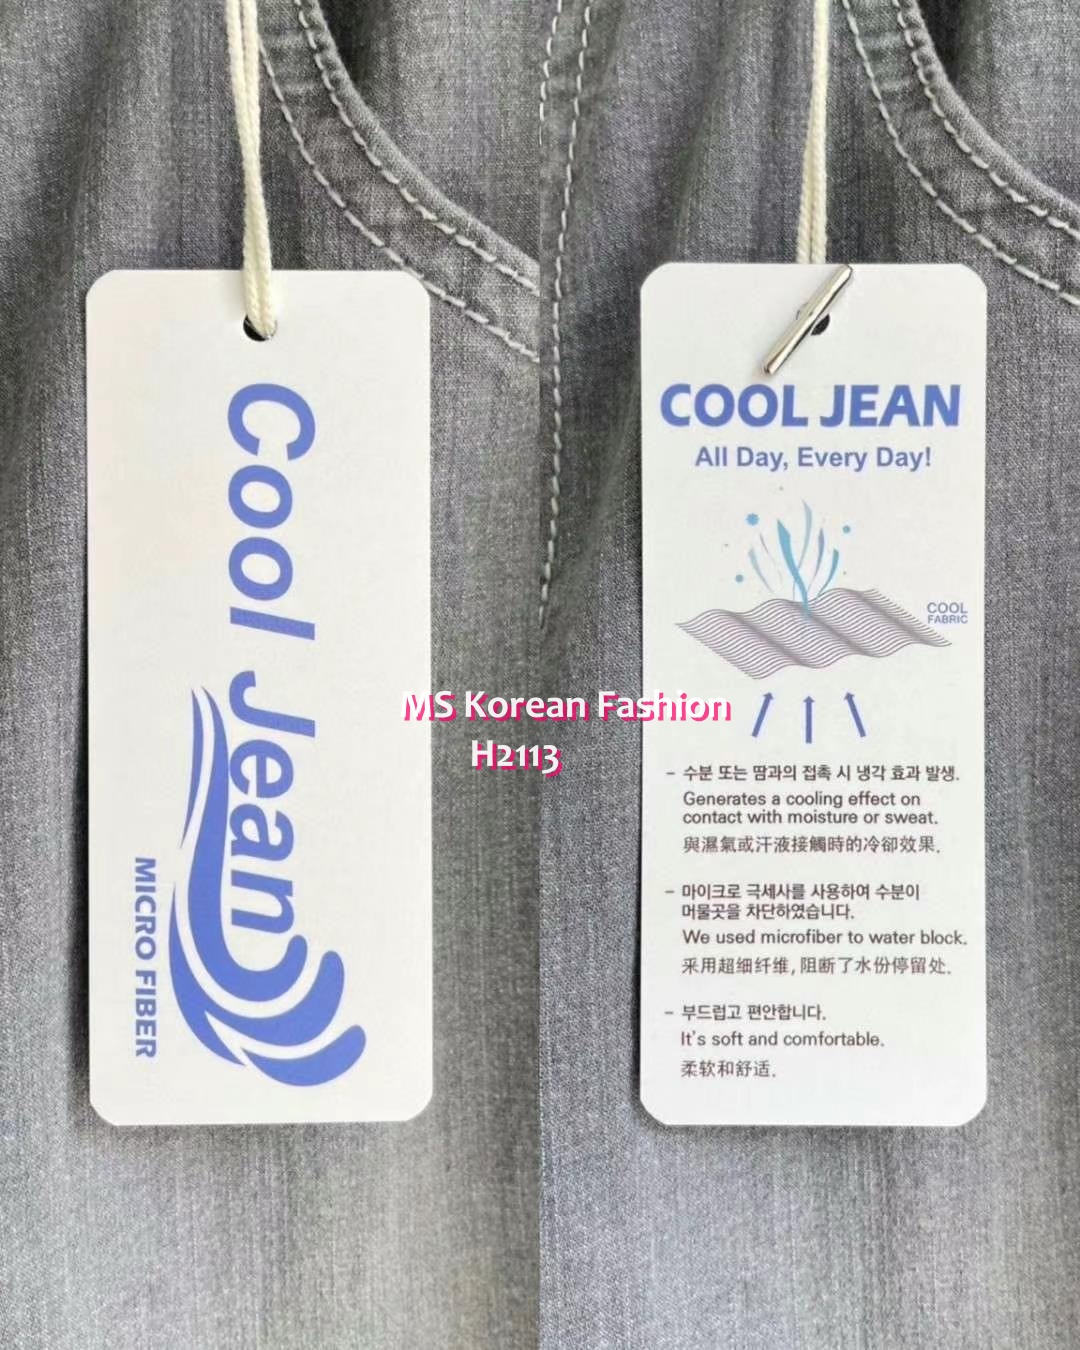 Cool Jean
MICRO FIBER
COOL JEAN
All Day, Every Day!
COOL
FABRIC
MS Korean Fashion
H2113
- 수분 또는 땀과의 접촉 시 냉각 효과 발생.
Generates a cooling effect on
contact with moisture or sweat.
與濕氣或汗液接觸時的冷卻效果.
- 마이크로 극세사를 사용하여 수분이
머물곳을 차단하였습니다.
We used microfiber to water block.
采用超细纤维, 阻断了水份停留处.
- 부드럽고 편안합니다.
It's soft and comfortable.
柔软和舒适.